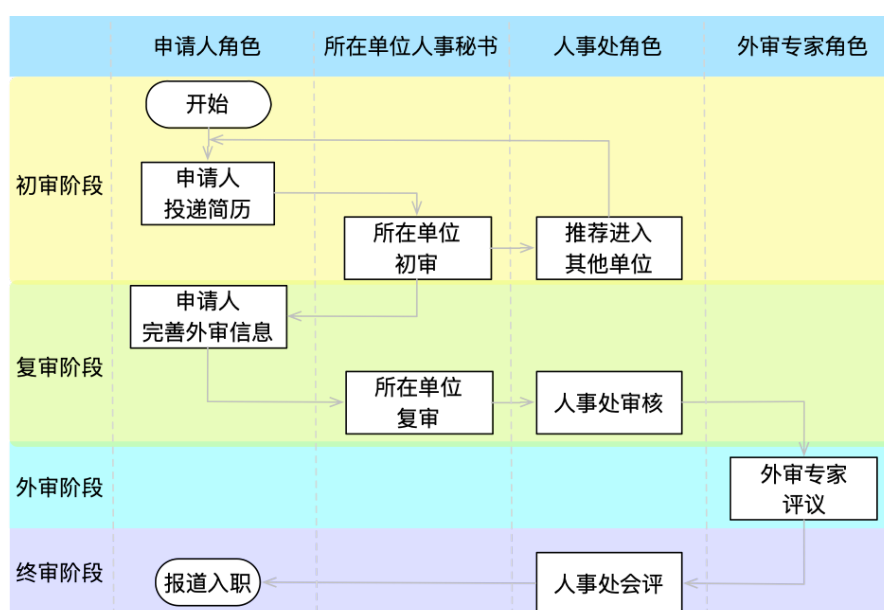 申请人角色
所在单位人事秘书
人事处角色
外审专家角色
初审阶段
开始
申请人
投递简历
所在单位
初审
推荐进入
其他单位
复审阶段
申请人
完善外审信息
所在单位
复审
人事处审核
外审阶段
外审专家
评议
终审阶段
报道入职
人事处会评